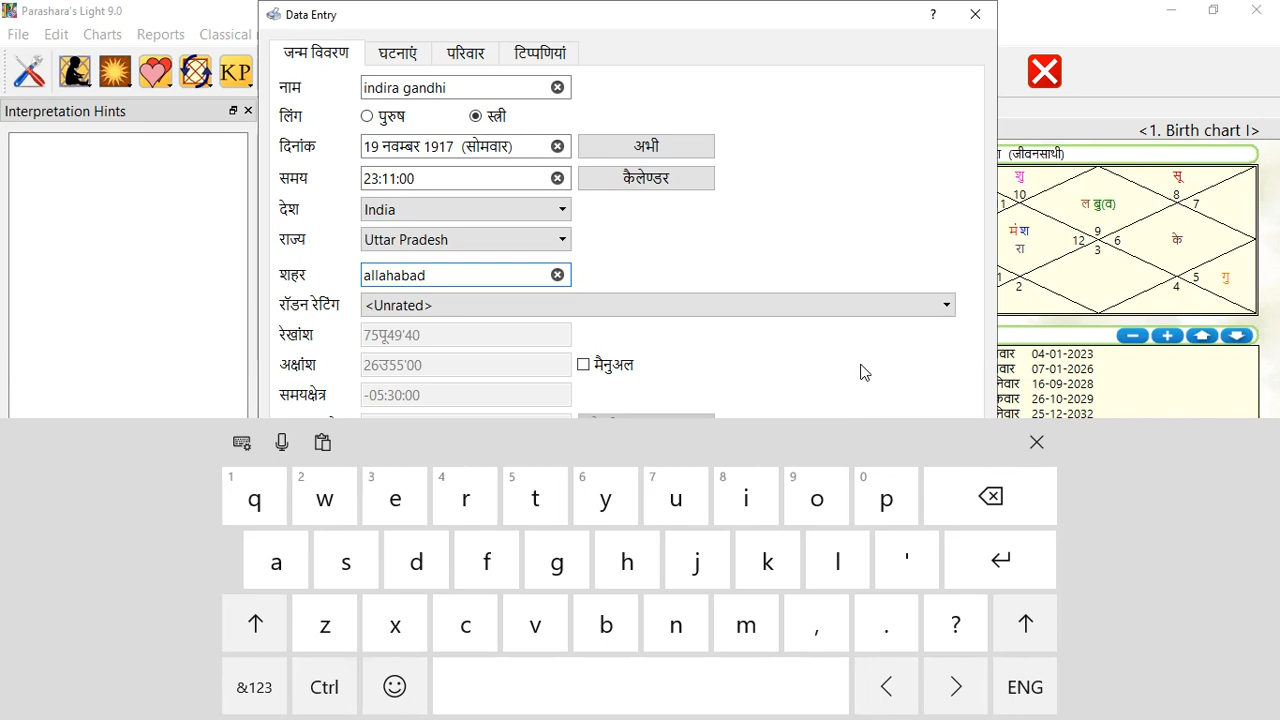 Parashara's Light 9.0
File Edit Charts Reports Classical
Data Entry
?
KP
Interpretation Hints
जन्म विवरण घटनाएं परिवार टिप्पणियां
नाम indira gandhi
लिंग पुरुष स्त्री
दिनांक 19 नवम्बर 1917 (सोमवार) अभी
समय 23:11:00 कैलेण्डर
देश India
राज्य Uttar Pradesh
शहर allahabad
रॉडन रेटिंग <Unrated>
रेखांश 75पू49'40
अक्षांश 26उ55'00 मैनुअल
समयक्षेत्र -05:30:00
<1. Birth chart I>
(जीवनसाथी)
शु सू
10 8 7
1 ल बु(व)
मं श 9
रा 12 6 के
3
1 5 गु
2 4
वार 04-01-2023
वार 07-01-2026
निवार 16-09-2028
क्रवार 26-10-2029
निवार 25-12-2032
1 q 2 w 3 e 4 r 5 t 6 y 7 u 8 i 9 o 0 p
a s d f g h j k l '
z x c v b n m , . ?
&123 Ctrl ENG